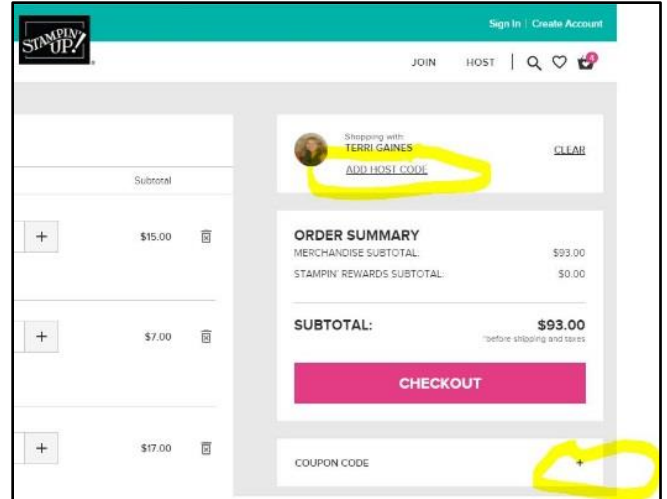 Sign In | Create Account
STAMPIN' UP!
JOIN HOST
Shopping with:
TERRI GAINES
CLEAR
ADD HOST CODE
Subtotal
+ $15.00
ORDER SUMMARY
MERCHANDISE SUBTOTAL: $93.00
STAMPIN' REWARDS SUBTOTAL: $0.00
SUBTOTAL: $93.00
*before shipping and taxes
+ $7.00
CHECKOUT
+ $17.00
COUPON CODE +